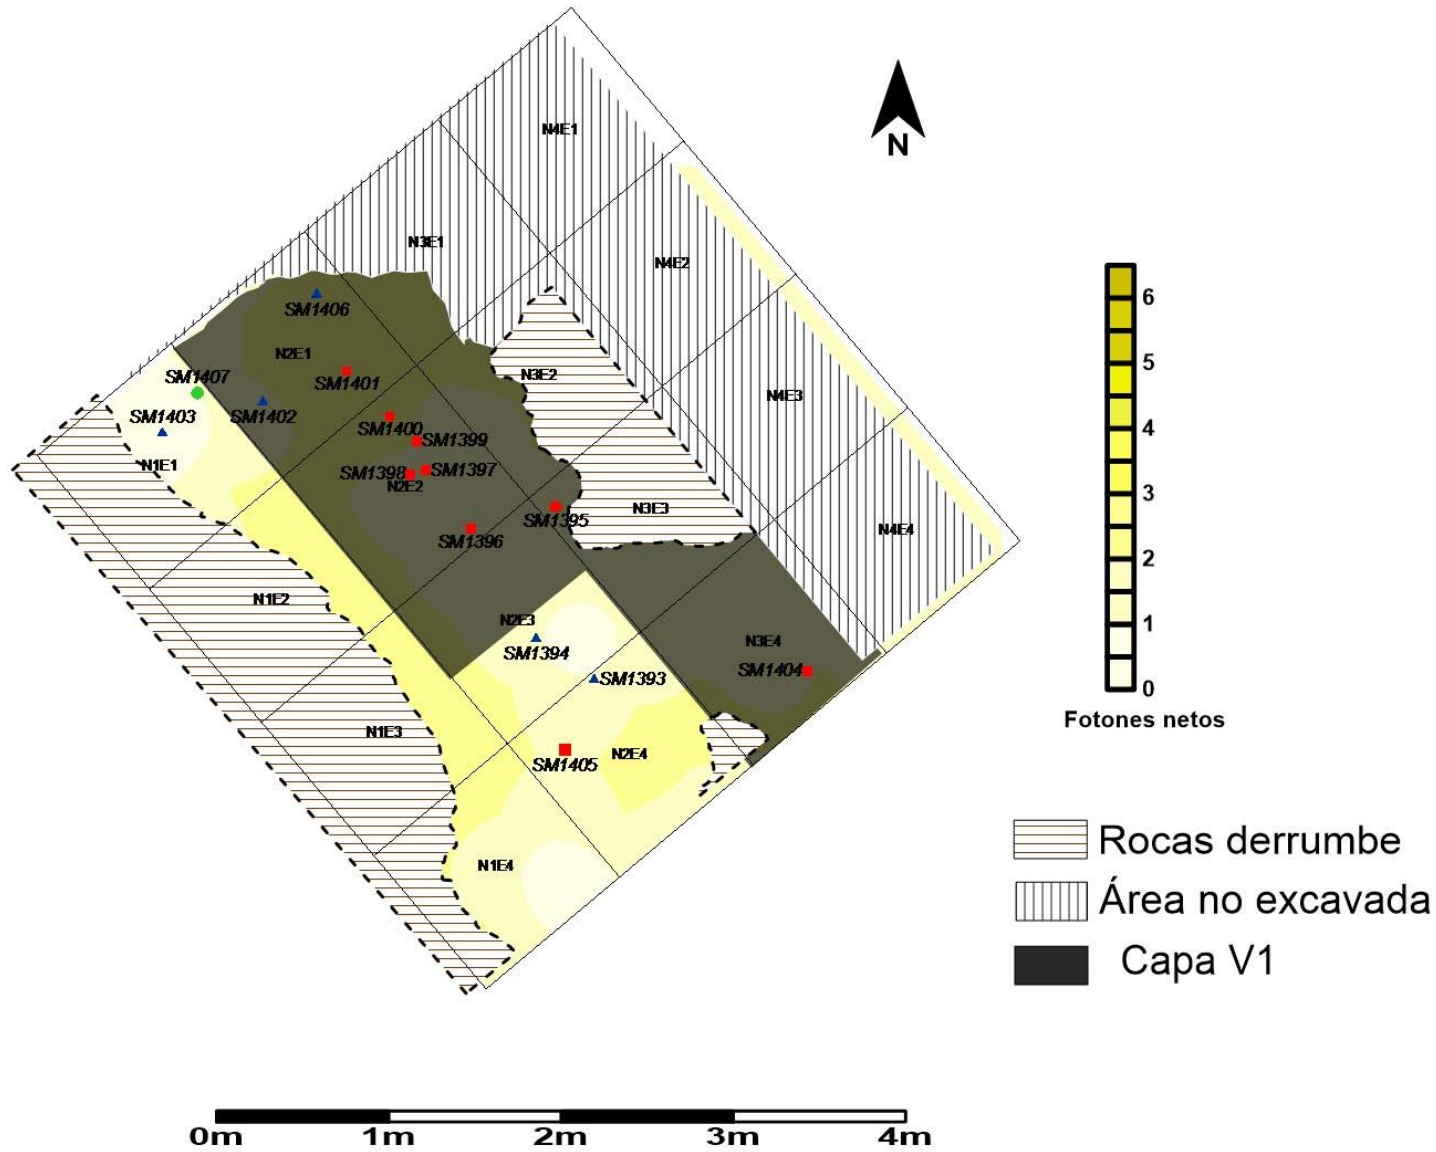 N4E1
N
N3E1
N4E2
SM1406
N2E1
SM1407
SM1401
N3E2
N4E3
SM1403
SM1402
SM1400
SM1399
N1E1
SM1398
SM1397
N2E2
SM1395
N3E3
N4E4
SM1396
N1E2
N2E3
SM1394
N3E4
SM1404
SM1393
N1E3
N2E4
SM1405
N1E4
6
5
4
3
2
1
0
Fotones netos
Rocas derrumbe
Área no excavada
Capa V1
0m 1m 2m 3m 4m